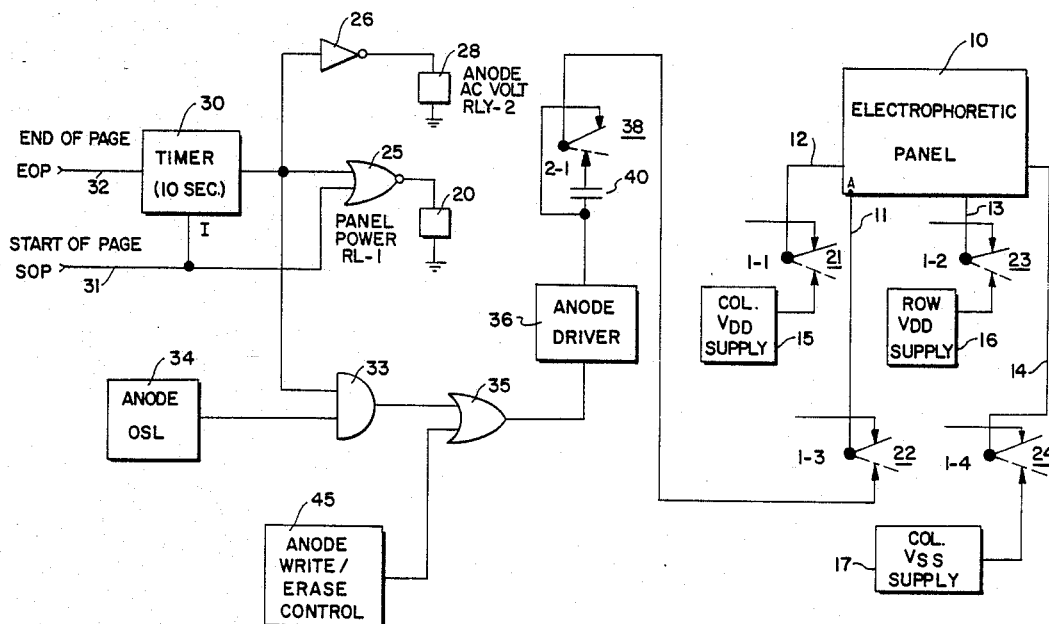 26
28
ANODE
AC VOLT
RLY-2
10
ELECTROPHORETIC
PANEL
30
END OF PAGE
EOP
32
TIMER
(10 SEC.)
I
START OF PAGE
SOP
31
25
PANEL
POWER
RL-1
20
38
2-1
40
12
A
11
13
1-1
21
1-2
23
COL.
VDD
SUPPLY
15
ROW
VDD
SUPPLY
16
14
36
ANODE
DRIVER
34
ANODE
OSL
33
35
1-3
22
1-4
24
45
ANODE
WRITE/
ERASE
CONTROL
17
COL.
VSS
SUPPLY